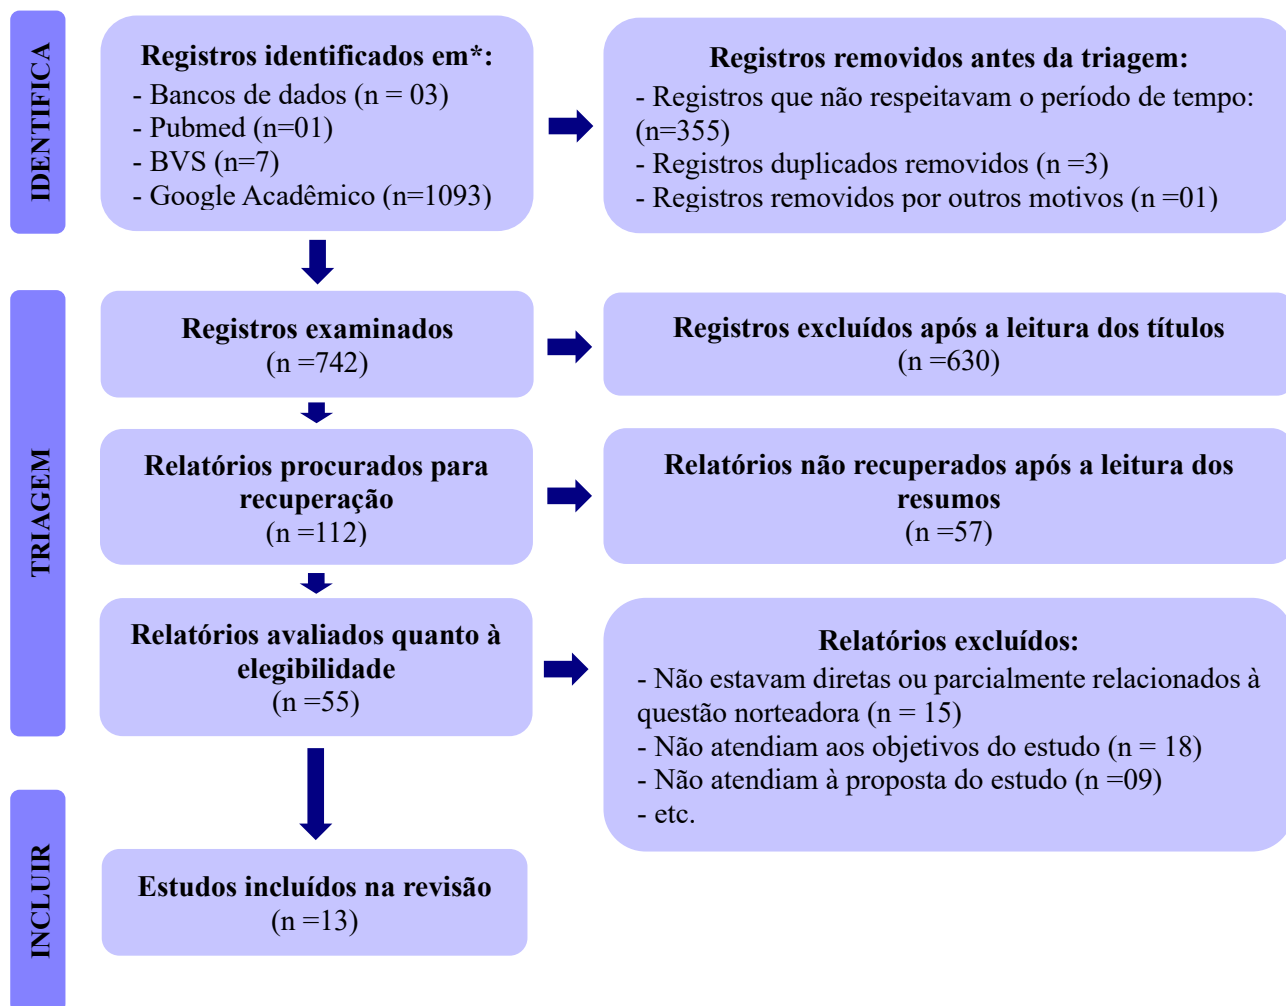 IDENTIFICA
Registros identificados em*:
- Bancos de dados (n = 03)
- Pubmed (n=01)
- BVS (n=7)
- Google Acadêmico (n=1093)
Registros removidos antes da triagem:
- Registros que não respeitavam o período de tempo:
(n=355)
- Registros duplicados removidos (n =3)
- Registros removidos por outros motivos (n =01)
TRIAGEM
Registros examinados
(n =742)
Registros excluídos após a leitura dos títulos
(n =630)
Relatórios procurados para
recuperação
(n =112)
Relatórios não recuperados após a leitura dos
resumos
(n =57)
Relatórios avaliados quanto à
elegibilidade
(n =55)
Relatórios excluídos:
- Não estavam diretas ou parcialmente relacionados à
questão norteadora (n = 15)
- Não atendiam aos objetivos do estudo (n = 18)
- Não atendiam à proposta do estudo (n =09)
- etc.
INCLUIR
Estudos incluídos na revisão
(n =13)